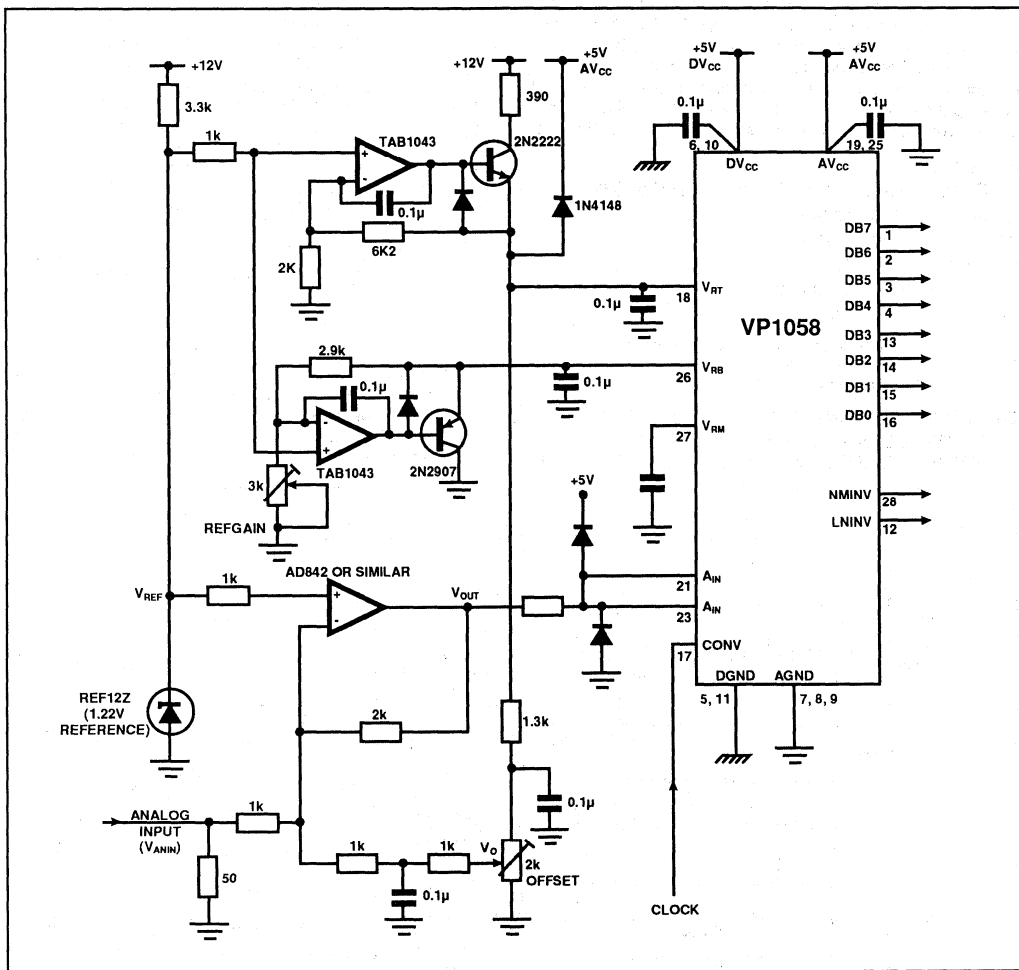 +12V
3.3k
1k
TAB1043
+
-
0.1µ
6K2
2K
+12V
390
2N2222
+5V
AVCC
1N4148
+5V
DVCC
+5V
AVCC
0.1µ
0.1µ
6, 10
19, 25
DVCC
AVCC
VP1058
DB7
1
DB6
2
DB5
3
DB4
4
DB3
13
DB2
14
DB1
15
DB0
16
NMINV
28
LNINV
12
0.1µ
18
VRT
2.9k
0.1µ
0.1µ
26
VRB
-
+
TAB1043
2N2907
27
VRM
3k
REFGAIN
+5V
VREF
1k
AD842 OR SIMILAR
+
-
VOUT
21
AIN
23
AIN
17
CONV
DGND
5, 11
AGND
7, 8, 9
REF12Z
(1.22V
REFERENCE)
2k
1.3k
0.1µ
ANALOG
INPUT
(VANIN)
1k
50
1k
0.1µ
1k
VO
2k
OFFSET
CLOCK